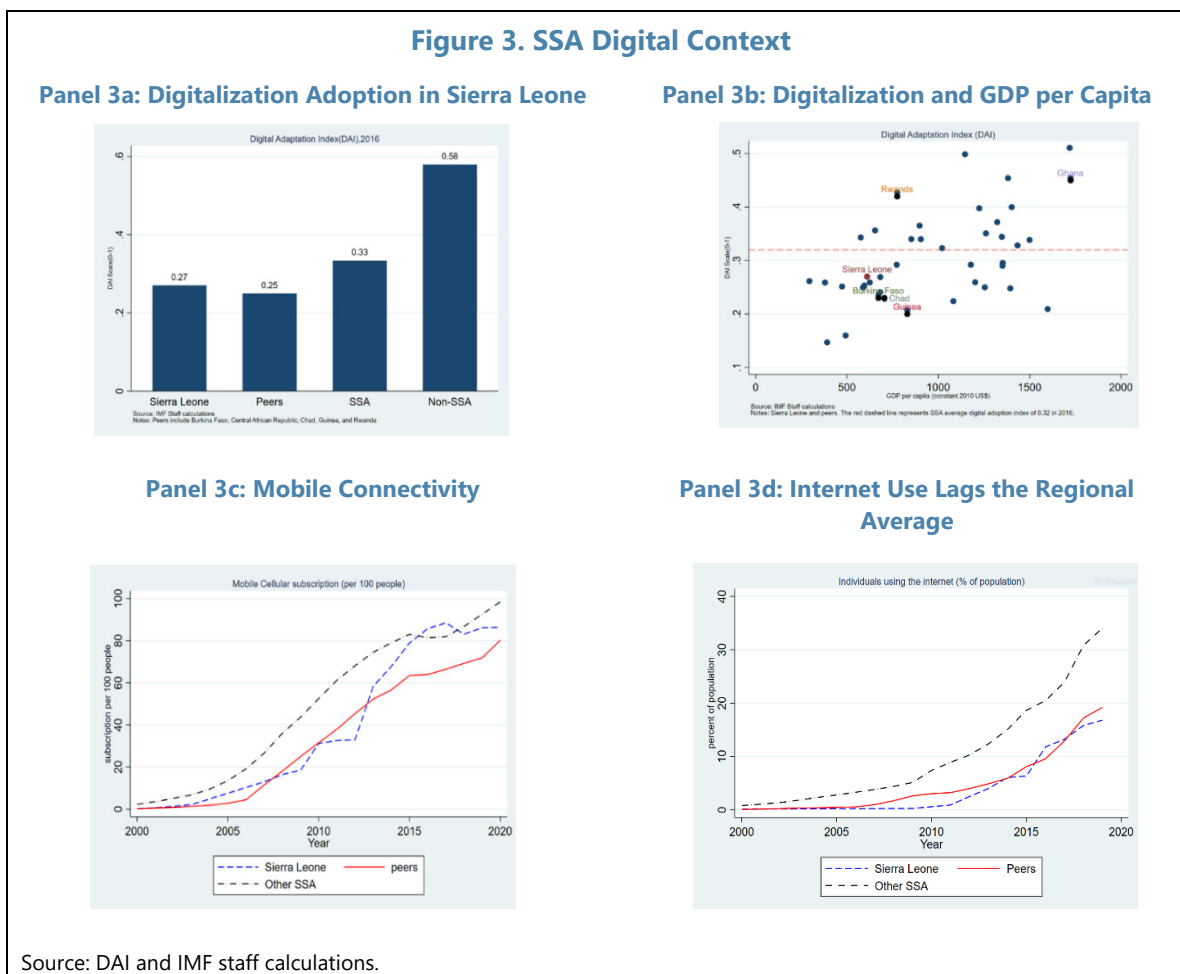 Figure 3. SSA Digital Context
Panel 3a: Digitalization Adoption in Sierra Leone
Digital Adaptation Index(DAI),2016
DAI Scale(0-1)
.6
.4
.2
0
0.27
0.25
0.33
0.58
Sierra Leone
Peers
SSA
Non-SSA
Source: IMF Staff calculations
Notes: Peers include Burkina Faso, Central African Republic, Chad, Guinea, and Rwanda
Panel 3b: Digitalization and GDP per Capita
Digital Adaptation Index (DAI)
DAI Scale(0-1)
.5
.4
.3
.2
.1
Ghana
Rwanda
Sierra Leone
Burkina Faso
Chad
Guinea
0
500
1000
1500
2000
GDP per capita (constant 2010 US$)
Source: IMF Staff calculations
Notes: Sierra Leone and peers. The red dashed line represents SSA average digital adoption index of 0.32 in 2016.
Panel 3c: Mobile Connectivity
Mobile Cellular subscription (per 100 people)
subscription per 100 people
100
80
60
40
20
0
2000
2005
2010
2015
2020
Year
Sierra Leone
peers
Other SSA
Panel 3d: Internet Use Lags the Regional
Average
Individuals using the internet (% of population)
percent of population
40
30
20
10
0
2000
2005
2010
2015
2020
Year
Sierra Leone
Peers
Other SSA
Source: DAI and IMF staff calculations.